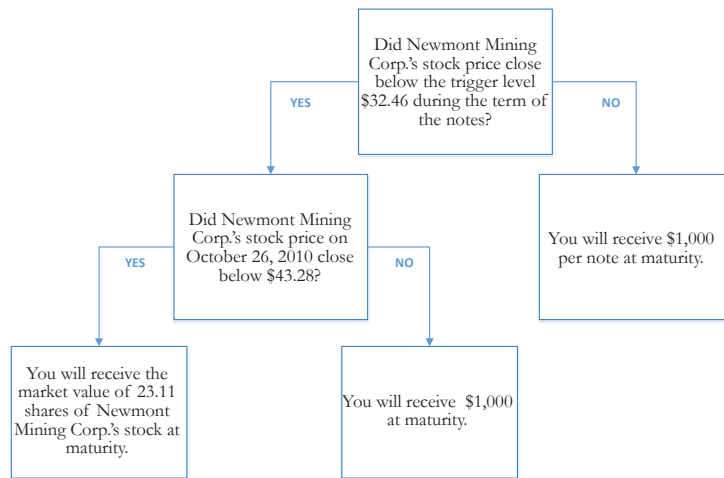 Did Newmont Mining
Corp.'s stock price close
below the trigger level
$32.46 during the term of
the notes?
YES
NO
Did Newmont Mining
Corp.'s stock price on
October 26, 2010 close
below $43.28?
You will receive $1,000
per note at maturity.
YES
NO
You will receive the
market value of 23.11
shares of Newmont
Mining Corp.'s stock at
maturity.
You will receive $1,000
at maturity.